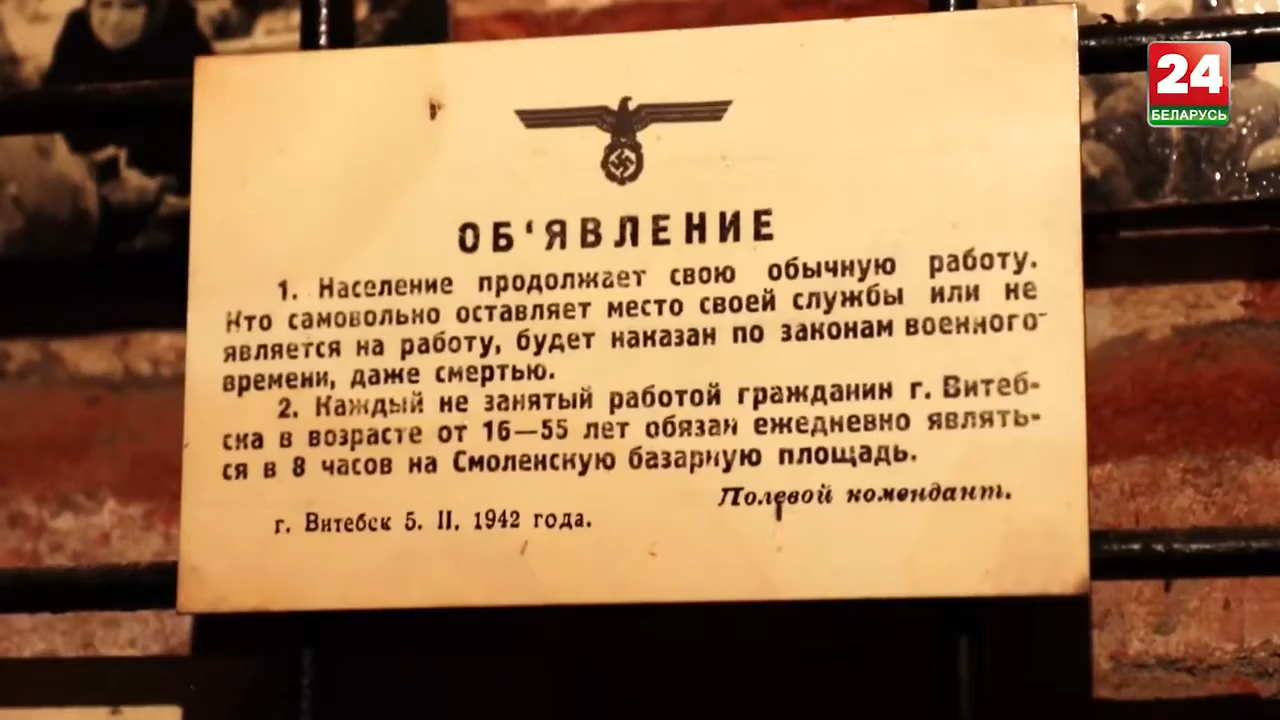 24
БЕЛАРУСЬ
ОБ‘ЯВЛЕНИЕ
1. Население продолжает свою обычную работу.
Кто самовольно оставляет место своей службы или не
является на работу, будет наказан по законам военного-
времени, даже смертью.
2. Каждый не занятый работой гражданин г. Витеб-
ска в возрасте от 16—55 лет обязан ежедневно являть-
ся в 8 часов на Смоленскую базарную площадь.
Полевой комендант.
г. Витебск 5. II. 1942 года.